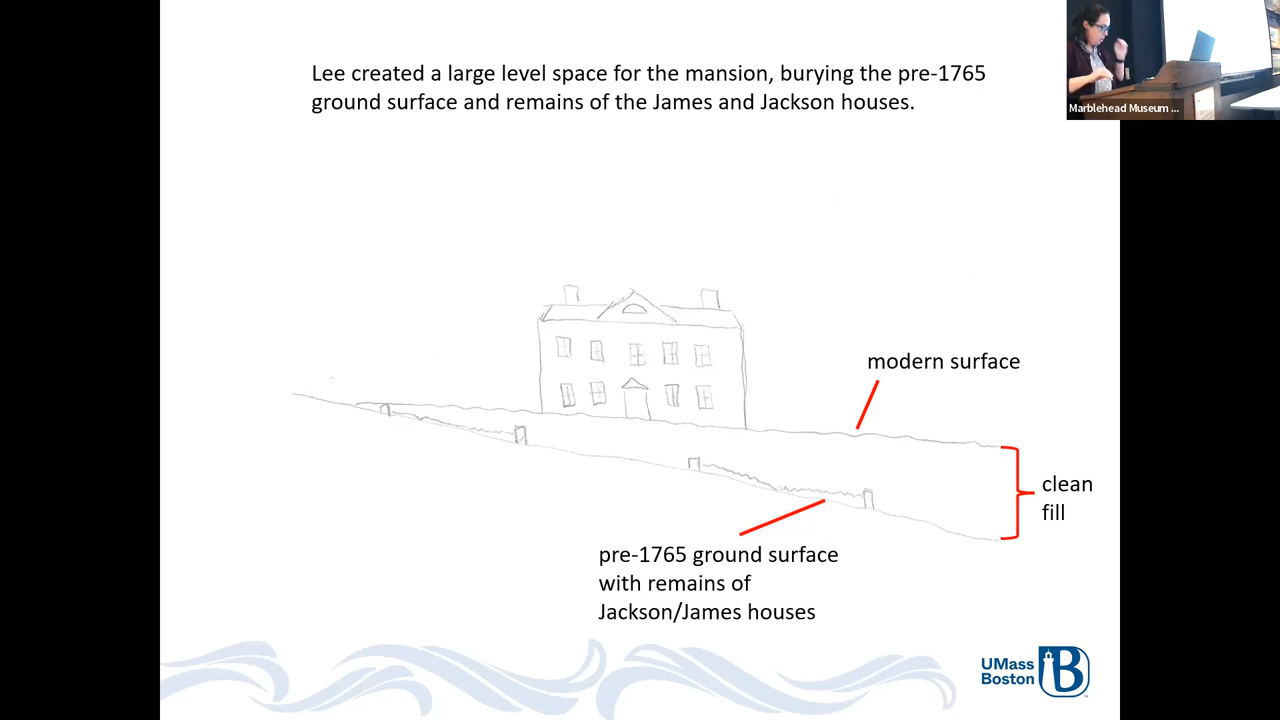 Lee created a large level space for the mansion, burying the pre-1765
ground surface and remains of the James and Jackson houses.
Marblehead Museum ...
modern surface
clean
fill
pre-1765 ground surface
with remains of
Jackson/James houses
UMass
Boston
B